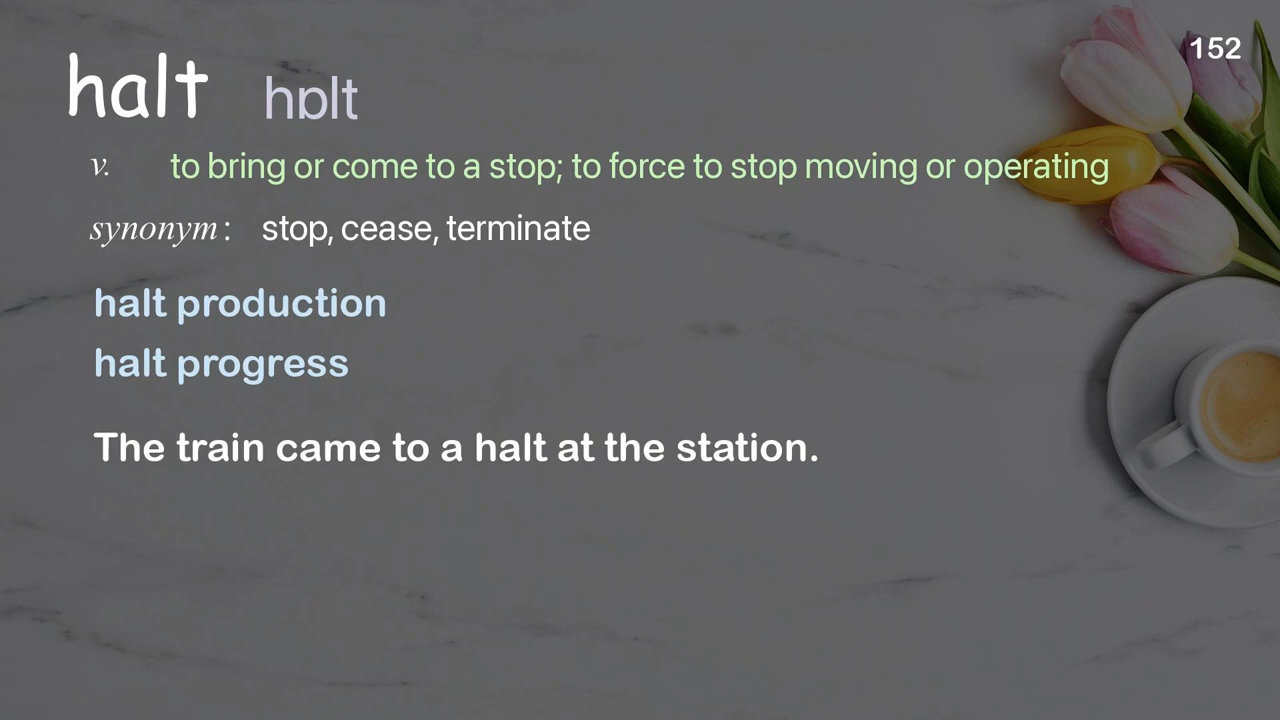 152
halt hɒlt
v. to bring or come to a stop; to force to stop moving or operating
synonym: stop, cease, terminate
halt production
halt progress
The train came to a halt at the station.